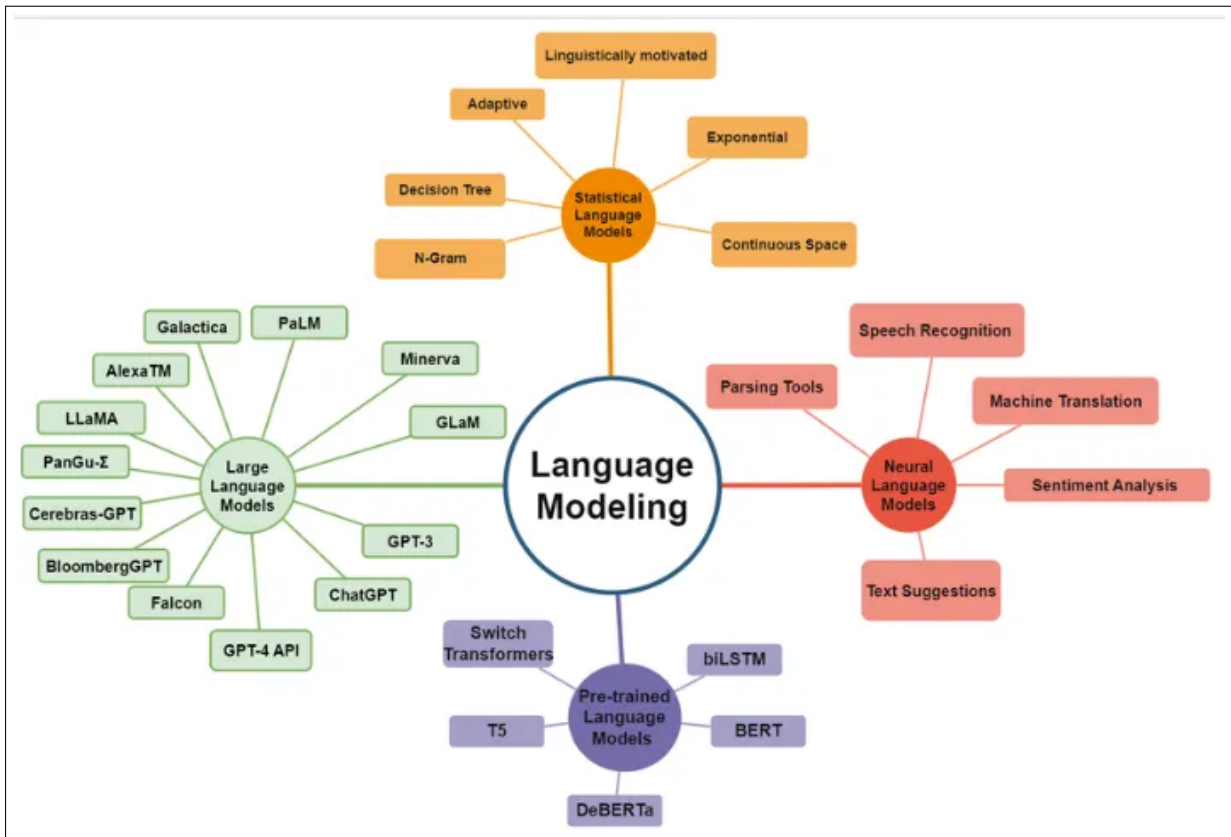 Linguistically motivated
Adaptive
Exponential
Decision Tree
Statistical
Language
Models
Continuous Space
N-Gram
Galactica
PaLM
Minerva
AlexaTM
LLaMA
GLaM
PanGu-Σ
Large
Language
Models
Cerebras-GPT
GPT-3
BloombergGPT
Falcon
ChatGPT
GPT-4 API
Language
Modeling
Speech Recognition
Parsing Tools
Machine Translation
Neural
Language
Models
Sentiment Analysis
Text Suggestions
Switch
Transformers
biLSTM
Pre-trained
Language
Models
T5
BERT
DeBERTa